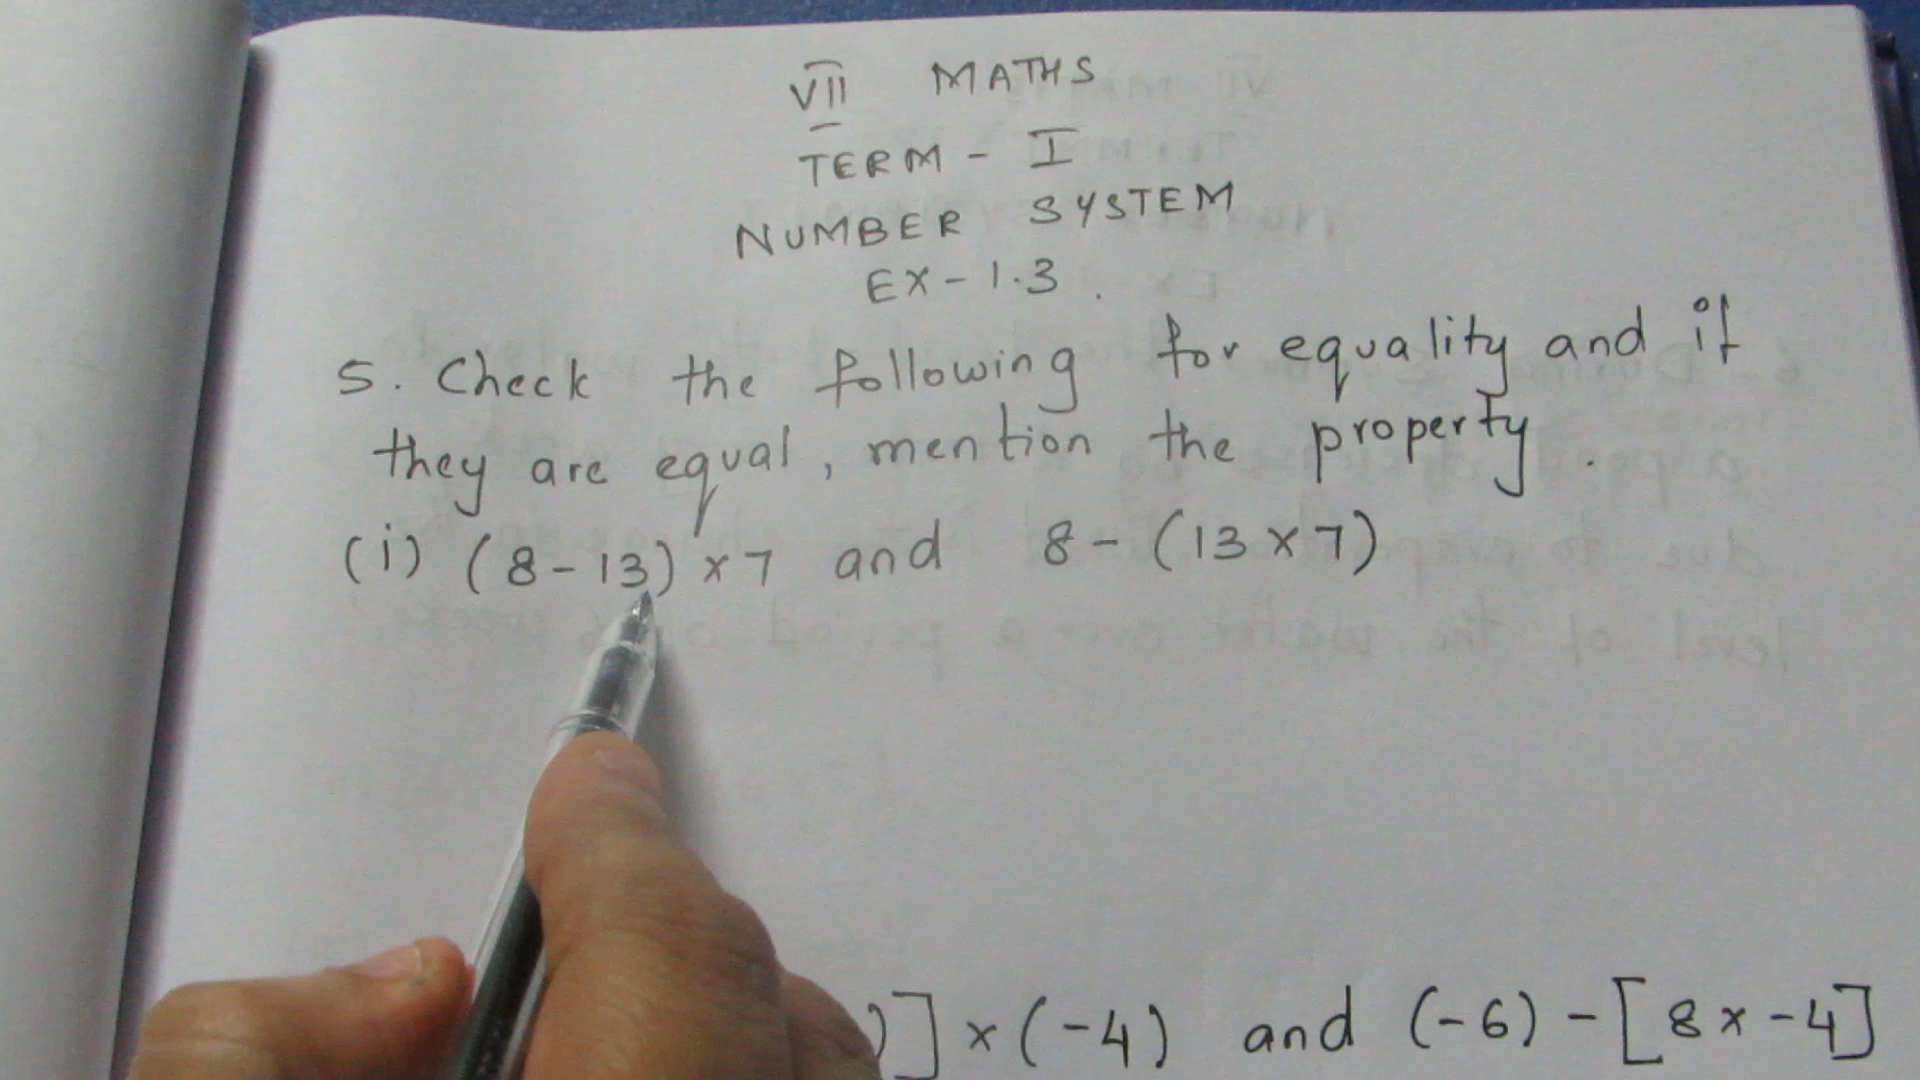 VII MATHS
TERM - I
NUMBER SYSTEM
EX - 1.3.
5. Check the following for equality and if
they are equal, mention the property.
(i) (8 - 13) × 7 and 8 - (13 × 7)
)] × (-4) and (-6) - [8 × -4]